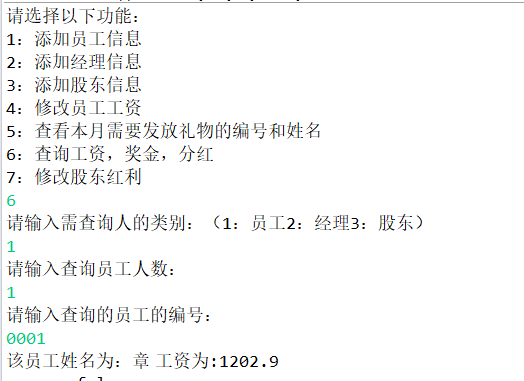 请选择以下功能：
1：添加员工信息
2：添加经理信息
3：添加股东信息
4：修改员工工资
5：查看本月需要发放礼物的编号和姓名
6：查询工资，奖金，分红
7：修改股东红利
6
请输入需查询人的类别：（1：员工2：经理3：股东）
1
请输入查询员工人数：
1
请输入查询的员工的编号：
0001
该员工姓名为：章 工资为:1202.9